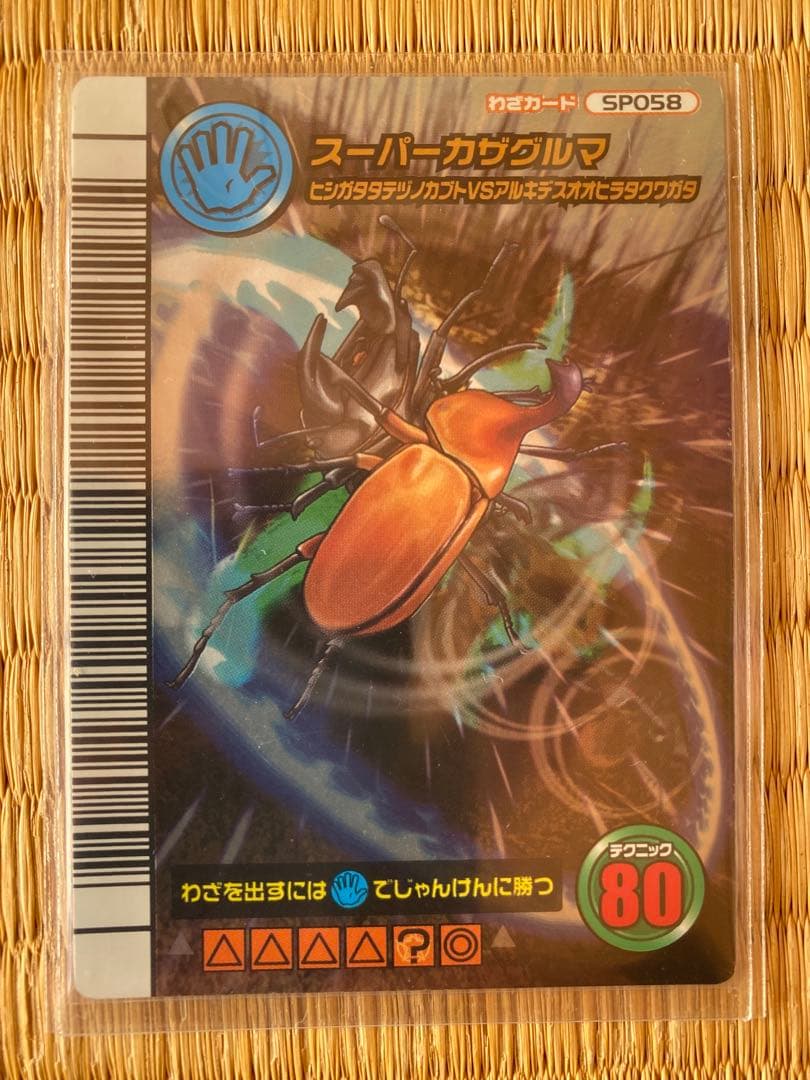 わざカード SP058
スーパーカザグルマ
ヒシガタタテヅノカブトVSアルキデスオオヒラタクワガタ
わざを出すには でじゃんけんに勝つ
テクニック
80
?